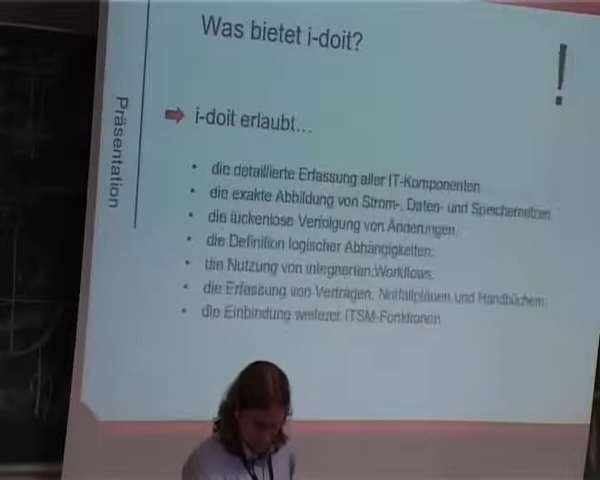 Was bietet i-doit?
!
Präsentation
i-doit erlaubt...
• die detaillierte Erfassung aller IT-Komponenten
• die exakte Abbildung von Strom-, Daten- und Speichernetzen
• die lückenlose Verfolgung von Änderungen
• die Definition logischer Abhängigkeiten
• die Nutzung von integrierten Workflows
• die Erfassung von Verträgen, Notfallplänen und Handbüchern
• die Einbindung weiterer ITSM-Funktionen